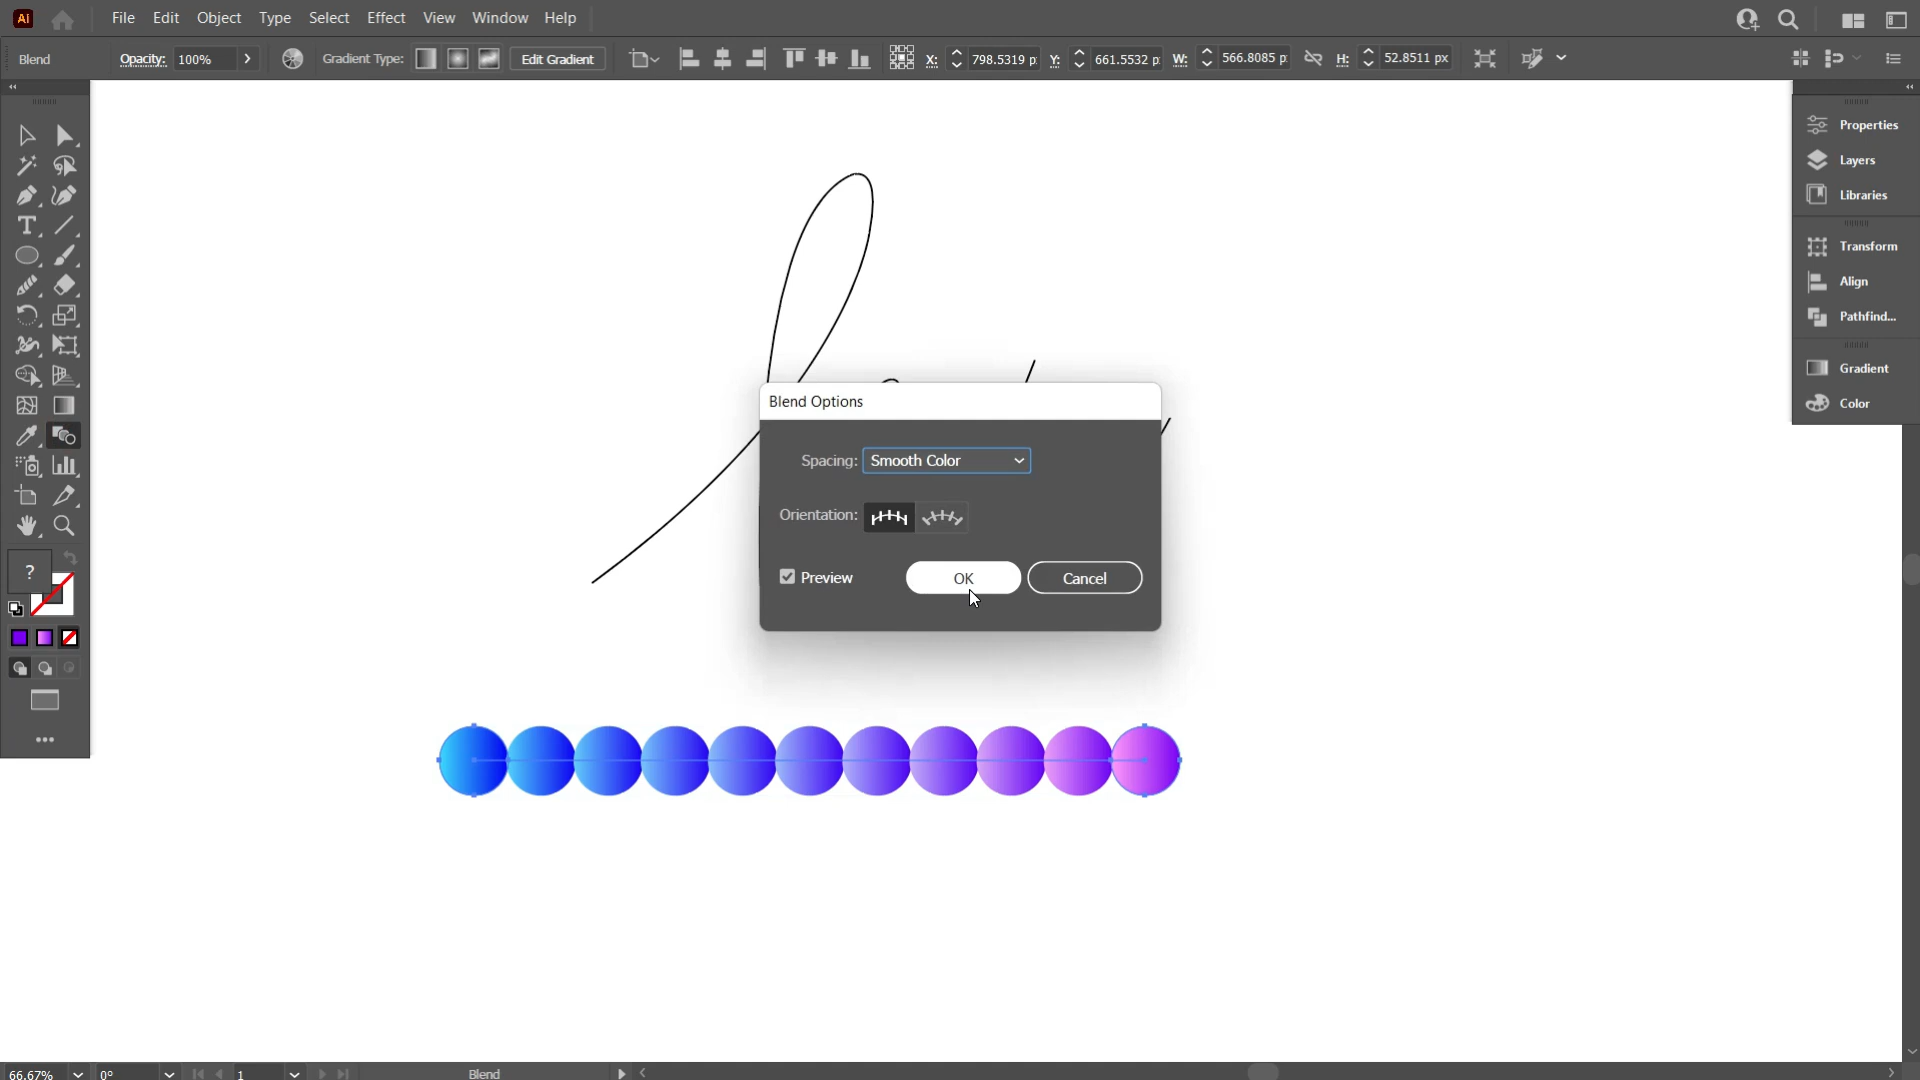 Ai File Edit Object Type Select Effect View Window Help
Blend Opacity: 100% Gradient Type: Edit Gradient X: 798.5319 p Y: 661.5532 p W: 566.8085 p H: 52.8511 px
Properties
Layers
Libraries
Transform
Align
Pathfind...
Gradient
Color
Blend Options
Spacing: Smooth Color
Orientation:
Preview OK Cancel
?
66.67% 0° 1 Blend